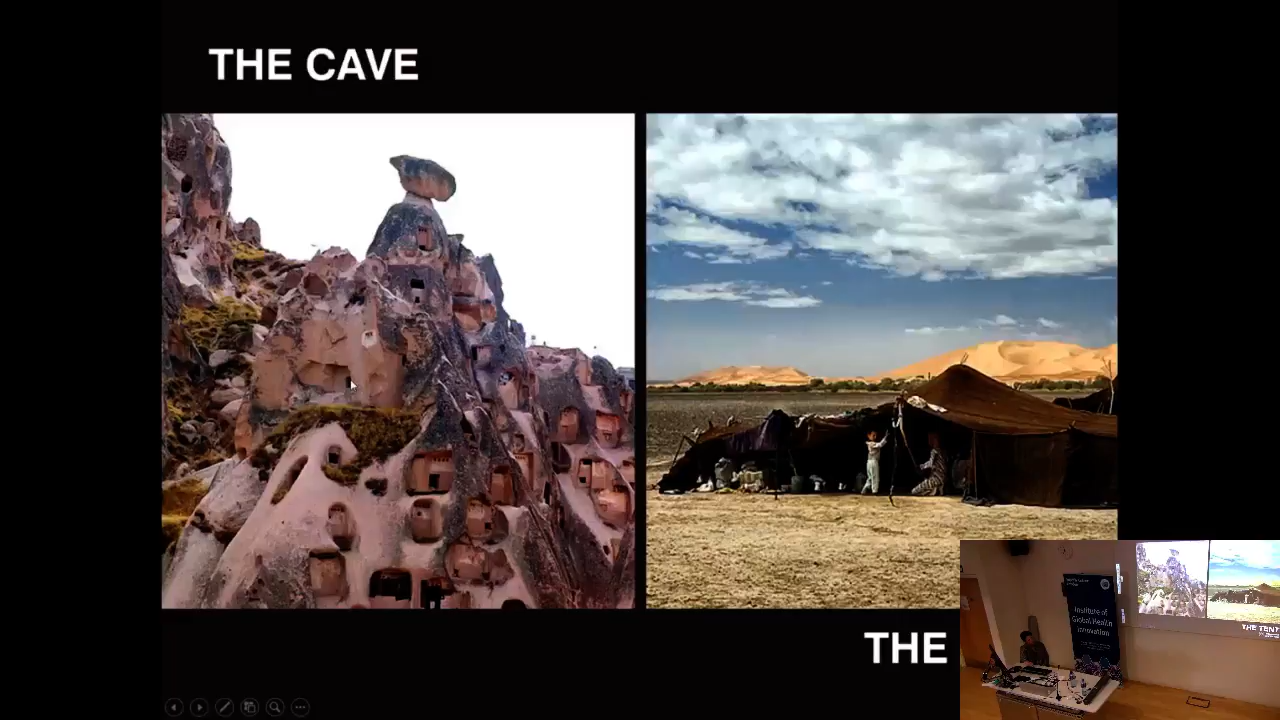 THE CAVE
THE
Institute of
Global Health
Innovation
THE TENT